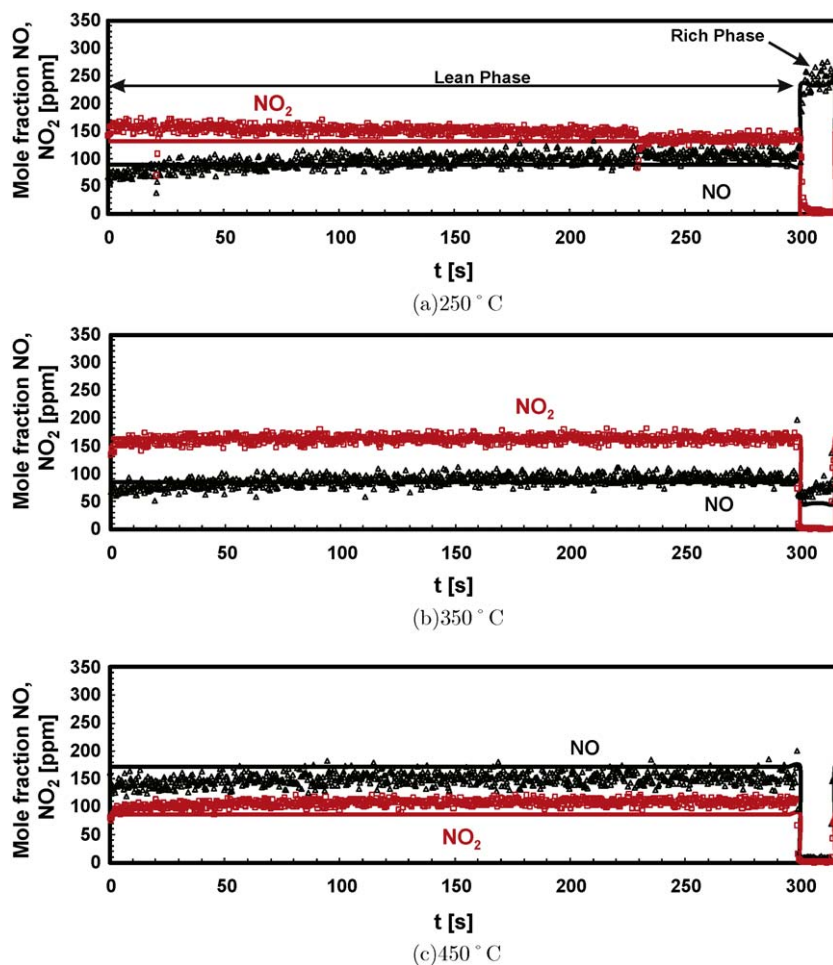 Mole fraction NO,
NO2 [ppm]
350
300
250
200
150
100
50
0
Rich Phase
Lean Phase
NO2
NO
0 50 100 150 200 250 300
t [s]
(a)250°C
Mole fraction NO,
NO2 [ppm]
350
300
250
200
150
100
50
0
NO2
NO
0 50 100 150 200 250 300
t [s]
(b)350°C
Mole fraction NO,
NO2 [ppm]
350
300
250
200
150
100
50
0
NO
NO2
0 50 100 150 200 250 300
t [s]
(c)450°C